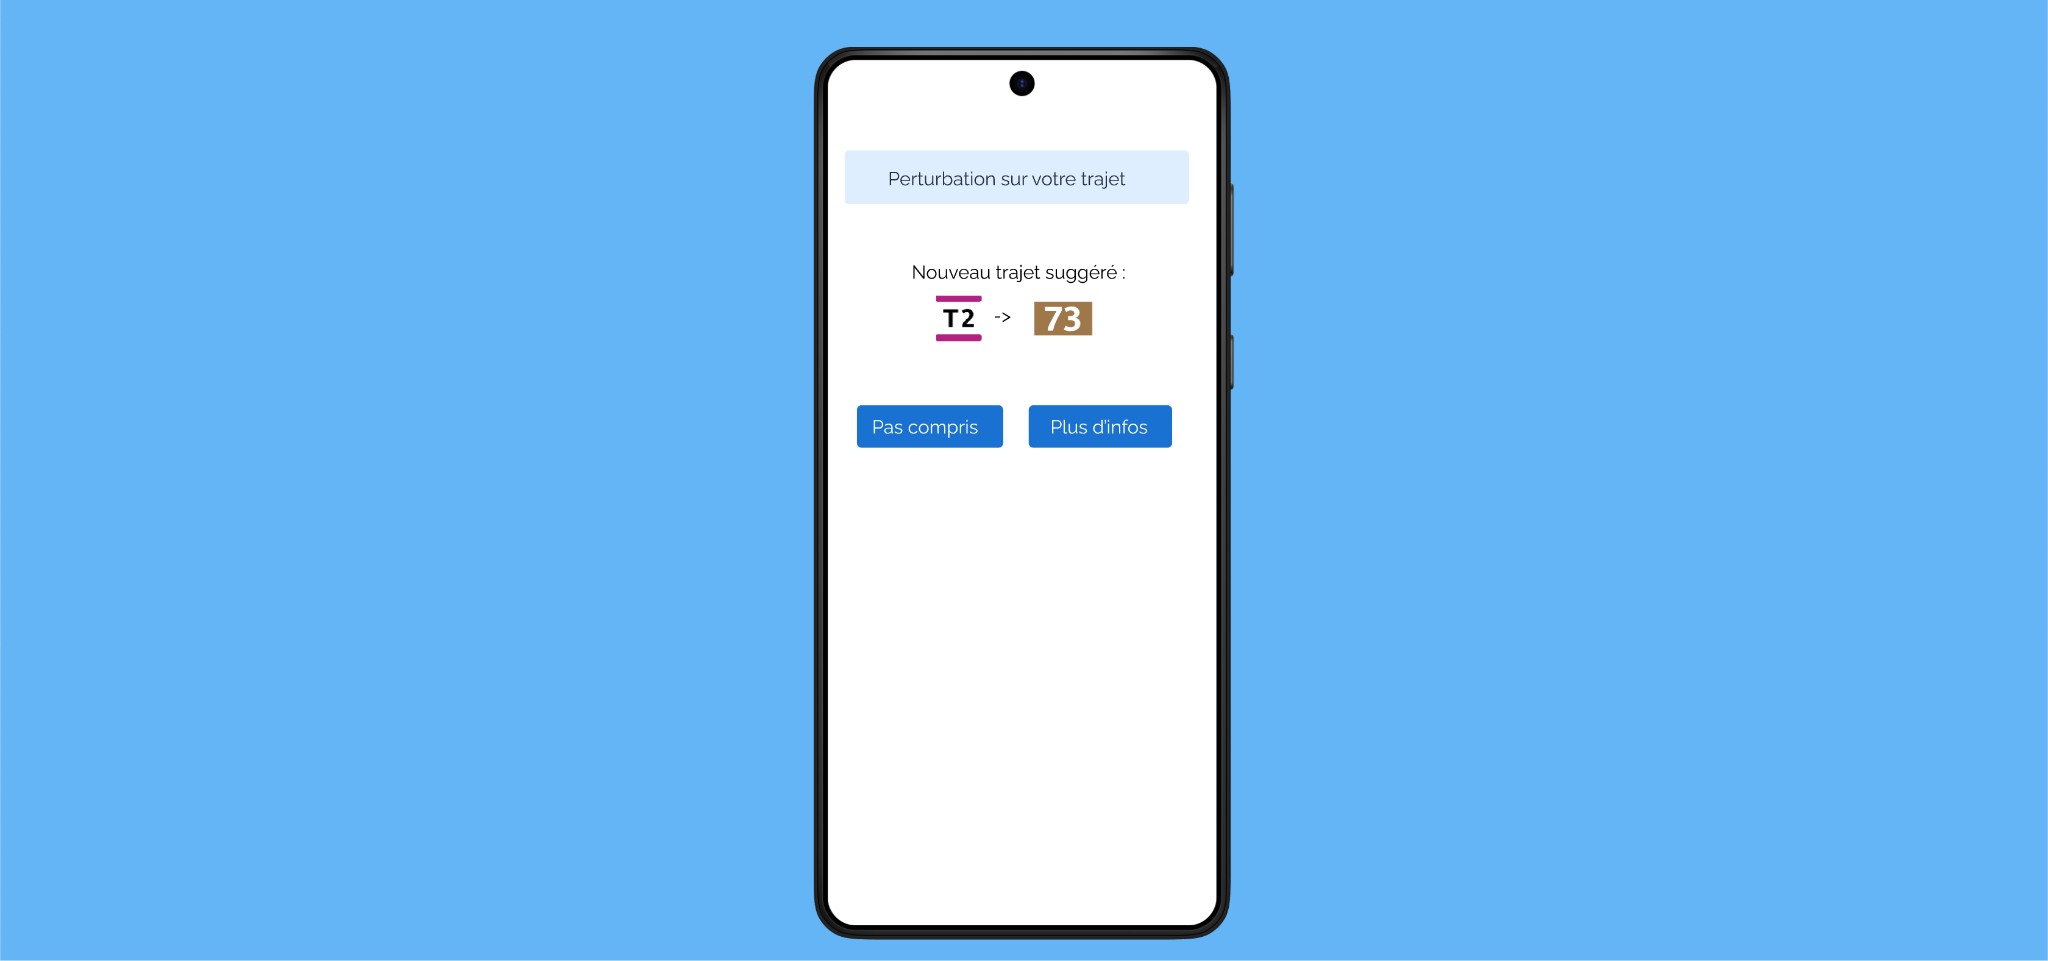 Perturbation sur votre trajet
Nouveau trajet suggéré :
T2 -> 73
Pas compris
Plus d'infos